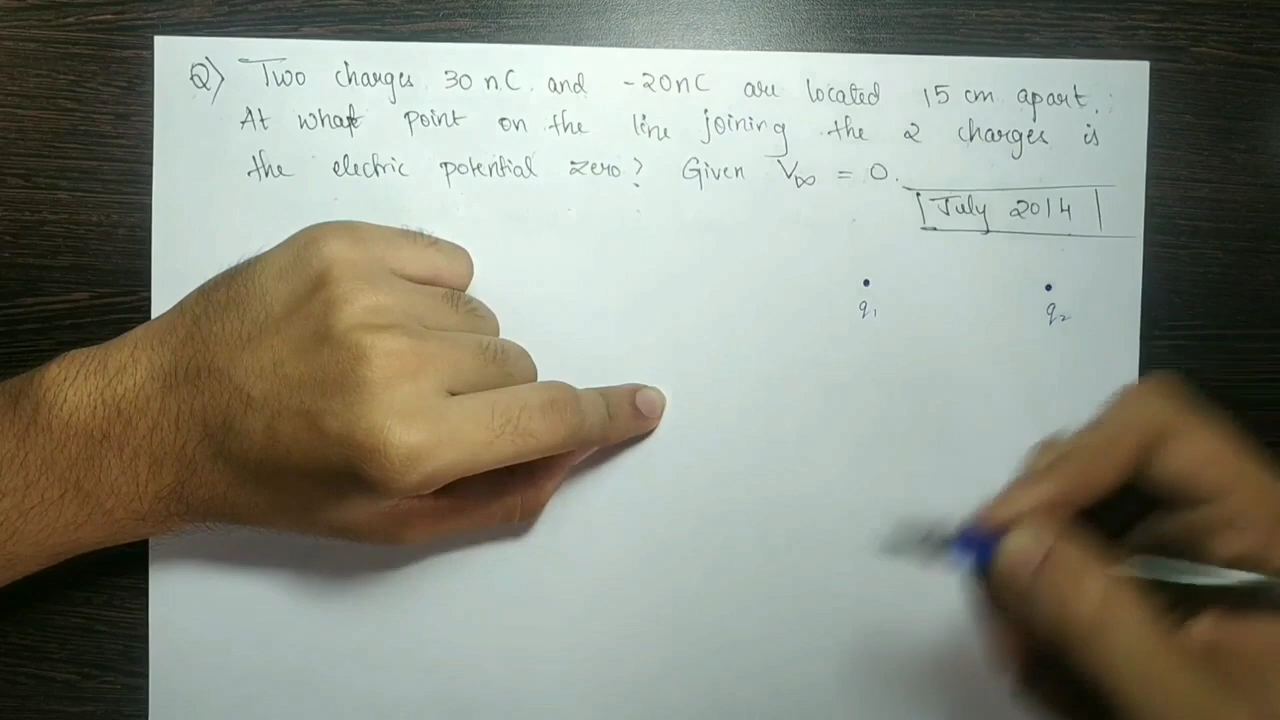 Q) Two charges 30 nC and -20nC are located 15 cm apart.
At what point on the line joining the 2 charges is
the electric potential zero? Given V∞ = 0.
July 2014
q₁ q₂